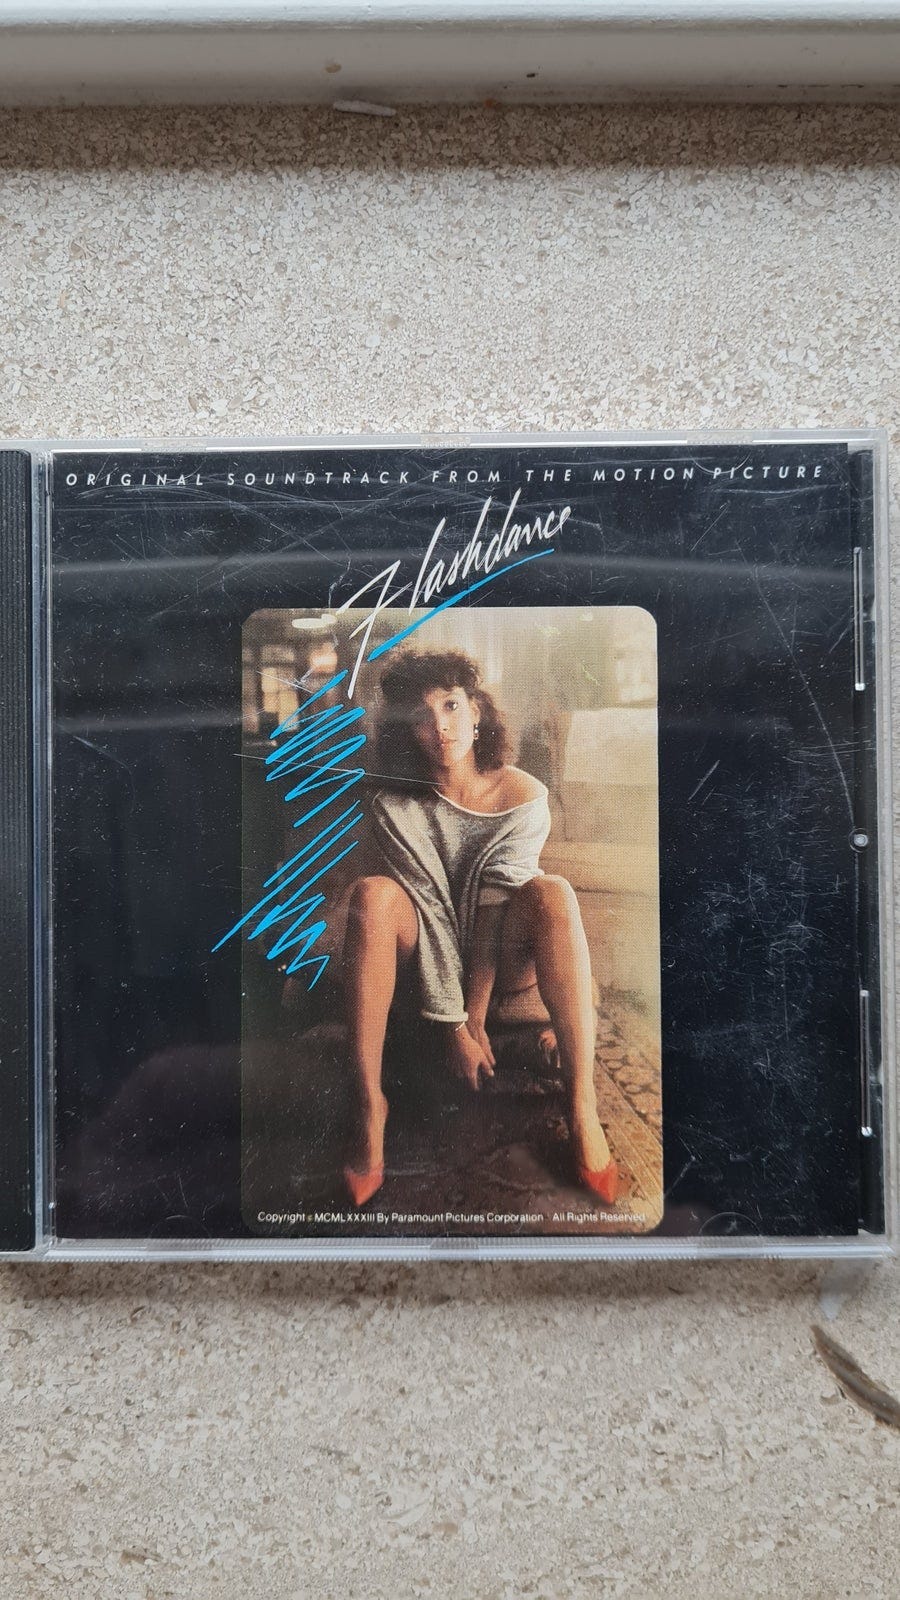 ORIGINAL SOUNDTRACK FROM THE MOTION PICTURE
Flashdance
Copyright MCMLXXXIII By Paramount Pictures Corporation All Rights Reserved